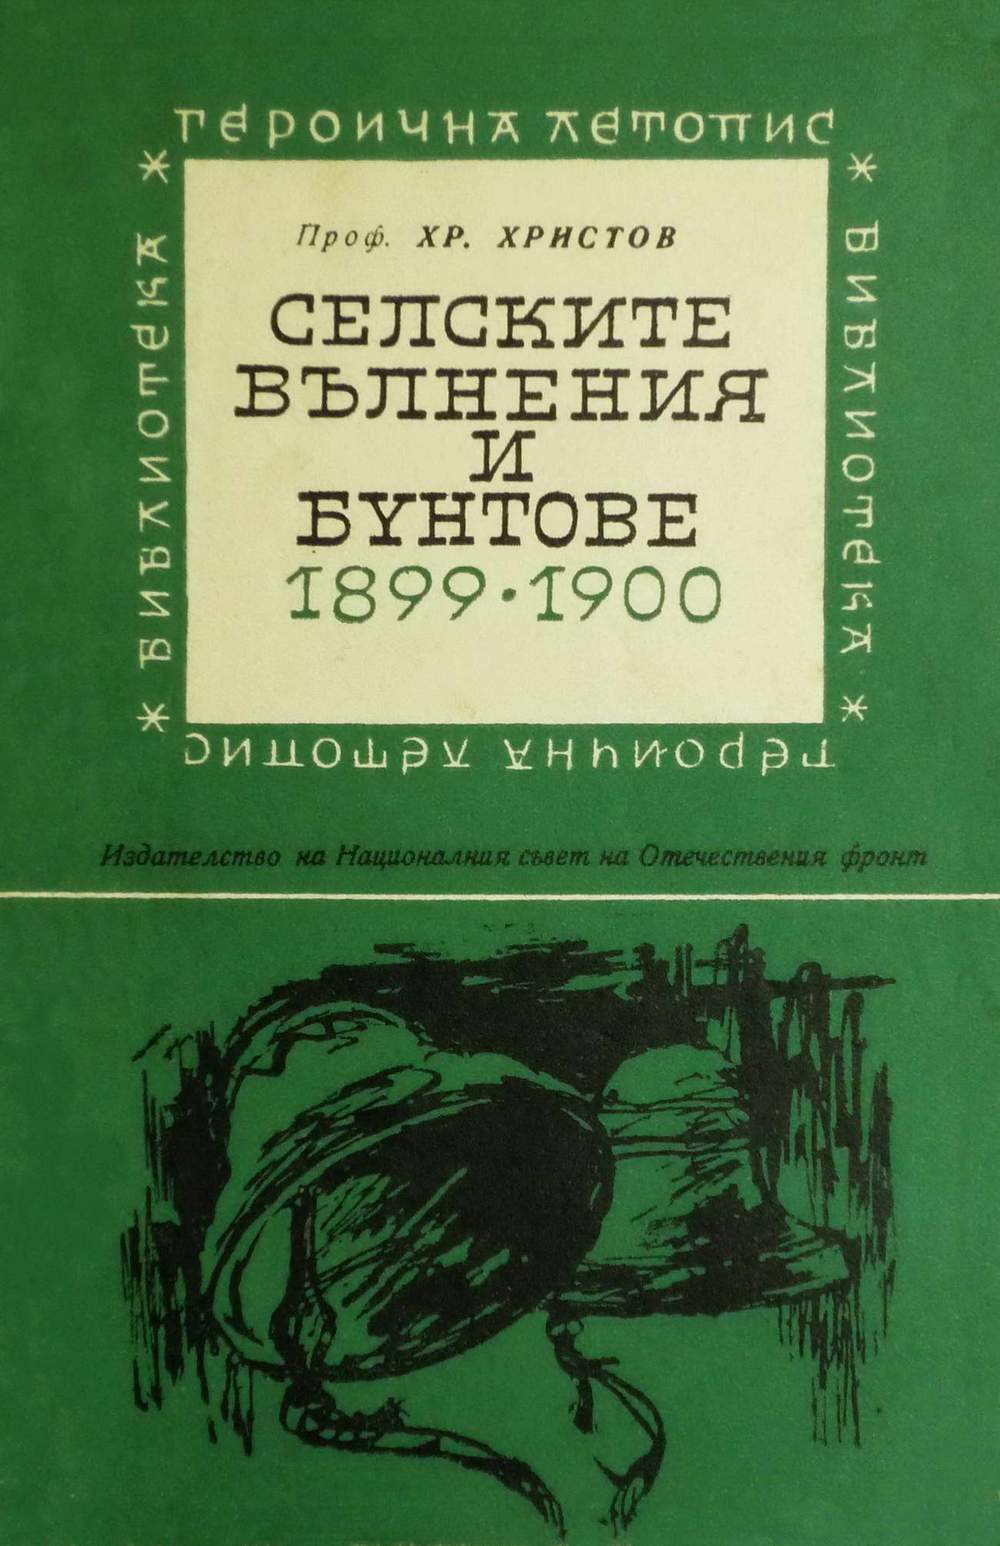 ГЕРОИЧНА ЛЕТОПИС
* БИБЛИОТЕКА *
* БИБЛИОТЕКА *
Проф. ХР. ХРИСТОВ
СЕЛСКИТЕ
ВЪЛНЕНИЯ
И
БУНТОВЕ
1899·1900
ГЕРОИЧНА ЛЕТОПИС
Издателство на Националния съвет на Отечествения фронт